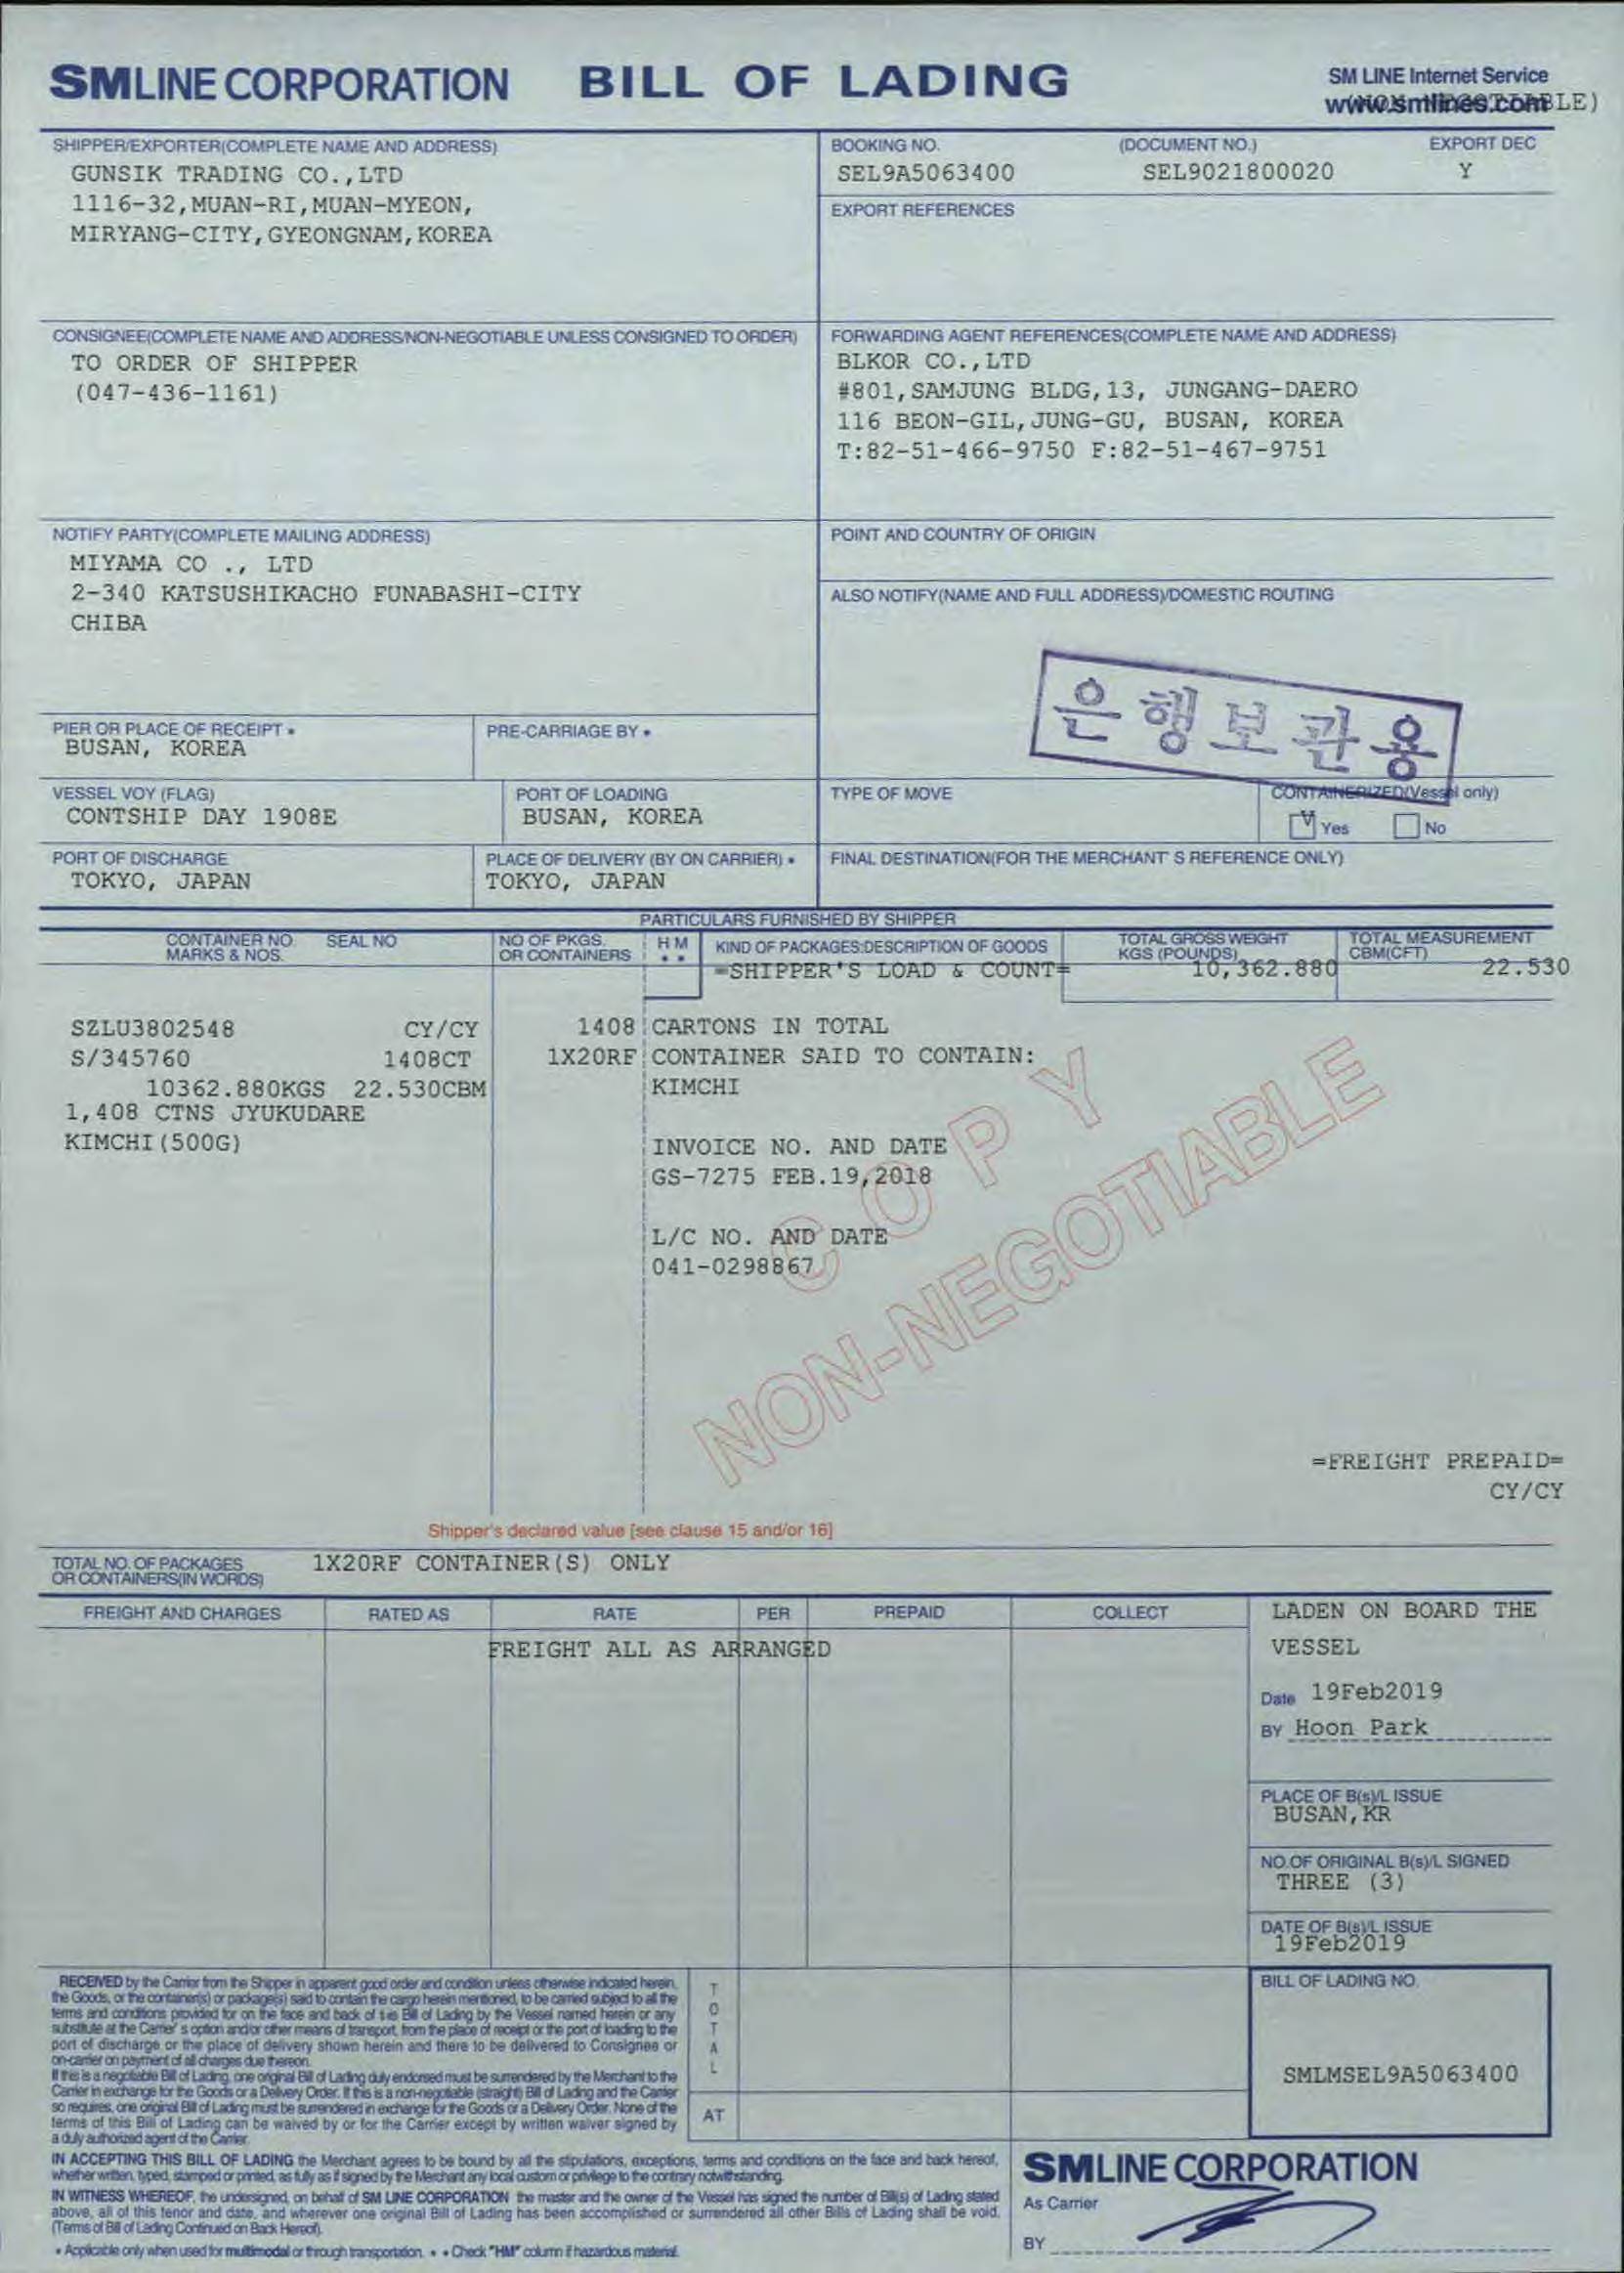 SM LINE CORPORATION BILL OF LADING
SM LINE Internet Service
www.smlines.com
SHIPPER/EXPORTER(COMPLETE NAME AND ADDRESS)
GUNSIK TRADING CO.,LTD
1116-32,MUAN-RI,MUAN-MYEON,
MIRYANG-CITY,GYEONGNAM,KOREA
BOOKING NO. (DOCUMENT NO.) EXPORT DEC
SEL9A5063400 SEL9021800020 Y
EXPORT REFERENCES
CONSIGNEE(COMPLETE NAME AND ADDRESS/NON-NEGOTIABLE UNLESS CONSIGNED TO ORDER)
TO ORDER OF SHIPPER
(047-436-1161)
FORWARDING AGENT REFERENCES(COMPLETE NAME AND ADDRESS)
BLKOR CO.,LTD
#801,SAMJUNG BLDG,13, JUNGANG-DAERO
116 BEON-GIL,JUNG-GU, BUSAN, KOREA
T:82-51-466-9750 F:82-51-467-9751
NOTIFY PARTY(COMPLETE MAILING ADDRESS)
MIYAMA CO ., LTD
2-340 KATSUSHIKACHO FUNABASHI-CITY
CHIBA
POINT AND COUNTRY OF ORIGIN
ALSO NOTIFY(NAME AND FULL ADDRESS)/DOMESTIC ROUTING
은행보관용
PIER OR PLACE OF RECEIPT *
BUSAN, KOREA
PRE-CARRIAGE BY *
VESSEL VOY (FLAG)
CONTSHIP DAY 1908E
PORT OF LOADING
BUSAN, KOREA
TYPE OF MOVE
CONTAINERIZED(Vessel only)
V Yes No
PORT OF DISCHARGE
TOKYO, JAPAN
PLACE OF DELIVERY (BY ON CARRIER) *
TOKYO, JAPAN
FINAL DESTINATION(FOR THE MERCHANT'S REFERENCE ONLY)
PARTICULARS FURNISHED BY SHIPPER
CONTAINER NO. SEAL NO
MARKS & NOS.
NO OF PKGS.
OR CONTAINERS
H M
* *
KIND OF PACKAGES:DESCRIPTION OF GOODS
TOTAL GROSS WEIGHT
KGS (POUNDS)
TOTAL MEASUREMENT
CBM(CFT)
=SHIPPER'S LOAD & COUNT= 10,362.880 22.530
SZLU3802548 CY/CY 1408 CARTONS IN TOTAL
S/345760 1408CT 1X20RF CONTAINER SAID TO CONTAIN:
10362.880KGS 22.530CBM KIMCHI
1,408 CTNS JYUKUDARE
KIMCHI(500G)
INVOICE NO. AND DATE
GS-7275 FEB.19,2018
L/C NO. AND DATE
041-0298867
COPY
NON-NEGOTIABLE
=FREIGHT PREPAID=
CY/CY
Shipper's declared value [see clause 15 and/or 16]
TOTAL NO. OF PACKAGES
OR CONTAINERS(IN WORDS)
1X20RF CONTAINER(S) ONLY
FREIGHT AND CHARGES RATED AS RATE PER PREPAID COLLECT
FREIGHT ALL AS ARRANGED
LADEN ON BOARD THE
VESSEL
Date 19Feb2019
BY Hoon Park
PLACE OF B(s)/L ISSUE
BUSAN,KR
NO.OF ORIGINAL B(s)/L SIGNED
THREE (3)
DATE OF B(s)/L ISSUE
19Feb2019
BILL OF LADING NO.
SMLMSEL9A5063400
RECEIVED by the Carrier from the Shipper in apparent good order and condition unless otherwise indicated herein,
the Goods, or the container(s) or package(s) said to contain the cargo herein mentioned, to be carried subject to all the
terms and conditions provided for on the face and back of this Bill of Lading by the Vessel named herein or any
substitute at the Carrier's option and/or other means of transport, from the place of receipt or the port of loading to the
port of discharge or the place of delivery shown herein and there to be delivered to Consignee or
on-carrier on payment of all charges due thereon.
If this is a negotiable Bill of Lading, one original Bill of Lading duly endorsed must be surrendered by the Merchant to the
Carrier in exchange for the Goods or a Delivery Order. If this is a non-negotiable (straight) Bill of Lading and the Carrier
so requires, one original Bill of Lading must be surrendered in exchange for the Goods or a Delivery Order. None of the
terms of this Bill of Lading can be waived by or for the Carrier except by written waiver signed by
a duly authorized agent of the Carrier.
TOTAL
AT
IN ACCEPTING THIS BILL OF LADING the Merchant agrees to be bound by all the stipulations, exceptions, terms and conditions on the face and back hereof,
whether written, typed, stamped or printed, as fully as if signed by the Merchant any local custom or privilege to the contrary notwithstanding.
IN WITNESS WHEREOF, the undersigned, on behalf of SM LINE CORPORATION the master and the owner of the Vessel has signed the number of Bill(s) of Lading stated
above, all of this tenor and date, and wherever one original Bill of Lading has been accomplished or surrendered all other Bills of Lading shall be void.
(Terms of Bill of Lading Continued on Back Hereof).
* Applicable only when used for multimodal or through transportation. * * Check "HM" column if hazardous material.
SM LINE CORPORATION
As Carrier
BY